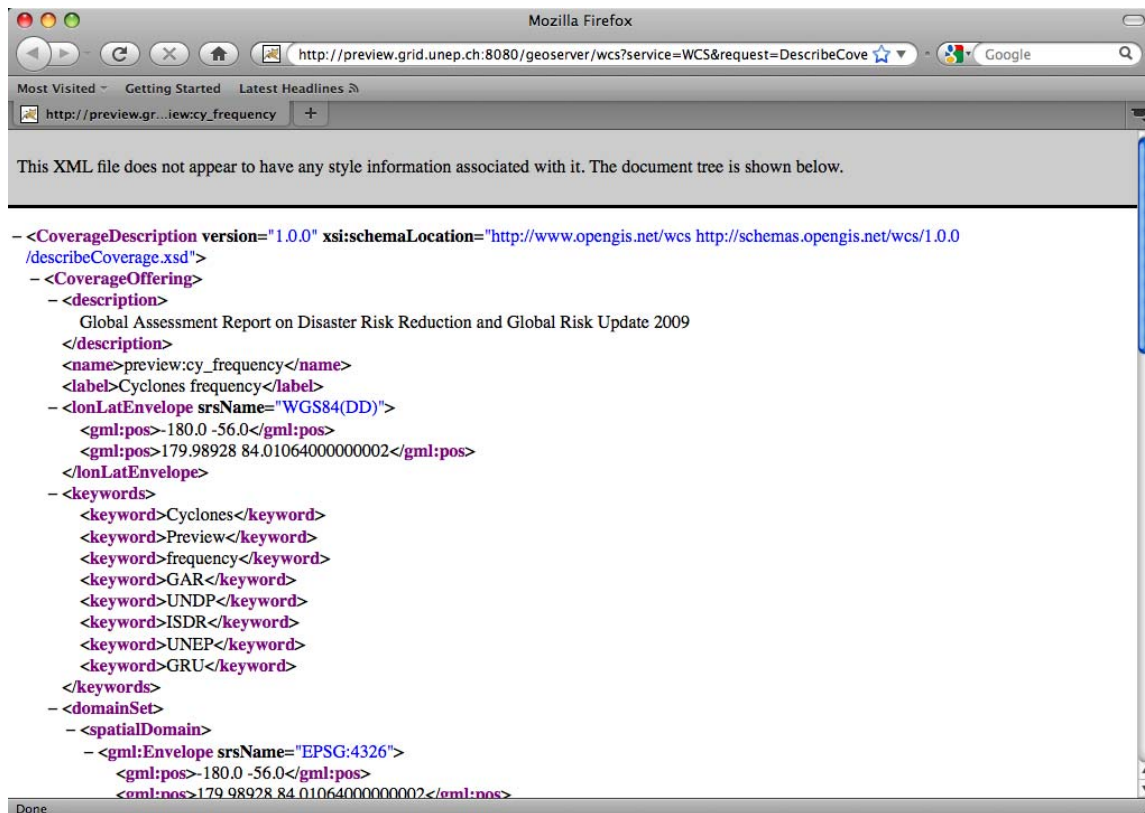 Mozilla Firefox
http://preview.grid.unep.ch:8080/geoserver/wcs?service=WCS&request=DescribeCove
Google
Most Visited
Getting Started
Latest Headlines
http://preview.gr...iew:cy_frequency
+
This XML file does not appear to have any style information associated with it. The document tree is shown below.
– <CoverageDescription version="1.0.0" xsi:schemaLocation="http://www.opengis.net/wcs http://schemas.opengis.net/wcs/1.0.0
/describeCoverage.xsd">
– <CoverageOffering>
– <description>
Global Assessment Report on Disaster Risk Reduction and Global Risk Update 2009
</description>
<name>preview:cy_frequency</name>
<label>Cyclones frequency</label>
– <lonLatEnvelope srsName="WGS84(DD)">
<gml:pos>-180.0 -56.0</gml:pos>
<gml:pos>179.98928 84.01064000000002</gml:pos>
</lonLatEnvelope>
– <keywords>
<keyword>Cyclones</keyword>
<keyword>Preview</keyword>
<keyword>frequency</keyword>
<keyword>GAR</keyword>
<keyword>UNDP</keyword>
<keyword>ISDR</keyword>
<keyword>UNEP</keyword>
<keyword>GRU</keyword>
</keywords>
– <domainSet>
– <spatialDomain>
– <gml:Envelope srsName="EPSG:4326">
<gml:pos>-180.0 -56.0</gml:pos>
<gml:pos>179.98928 84.01064000000002</gml:pos>
Done